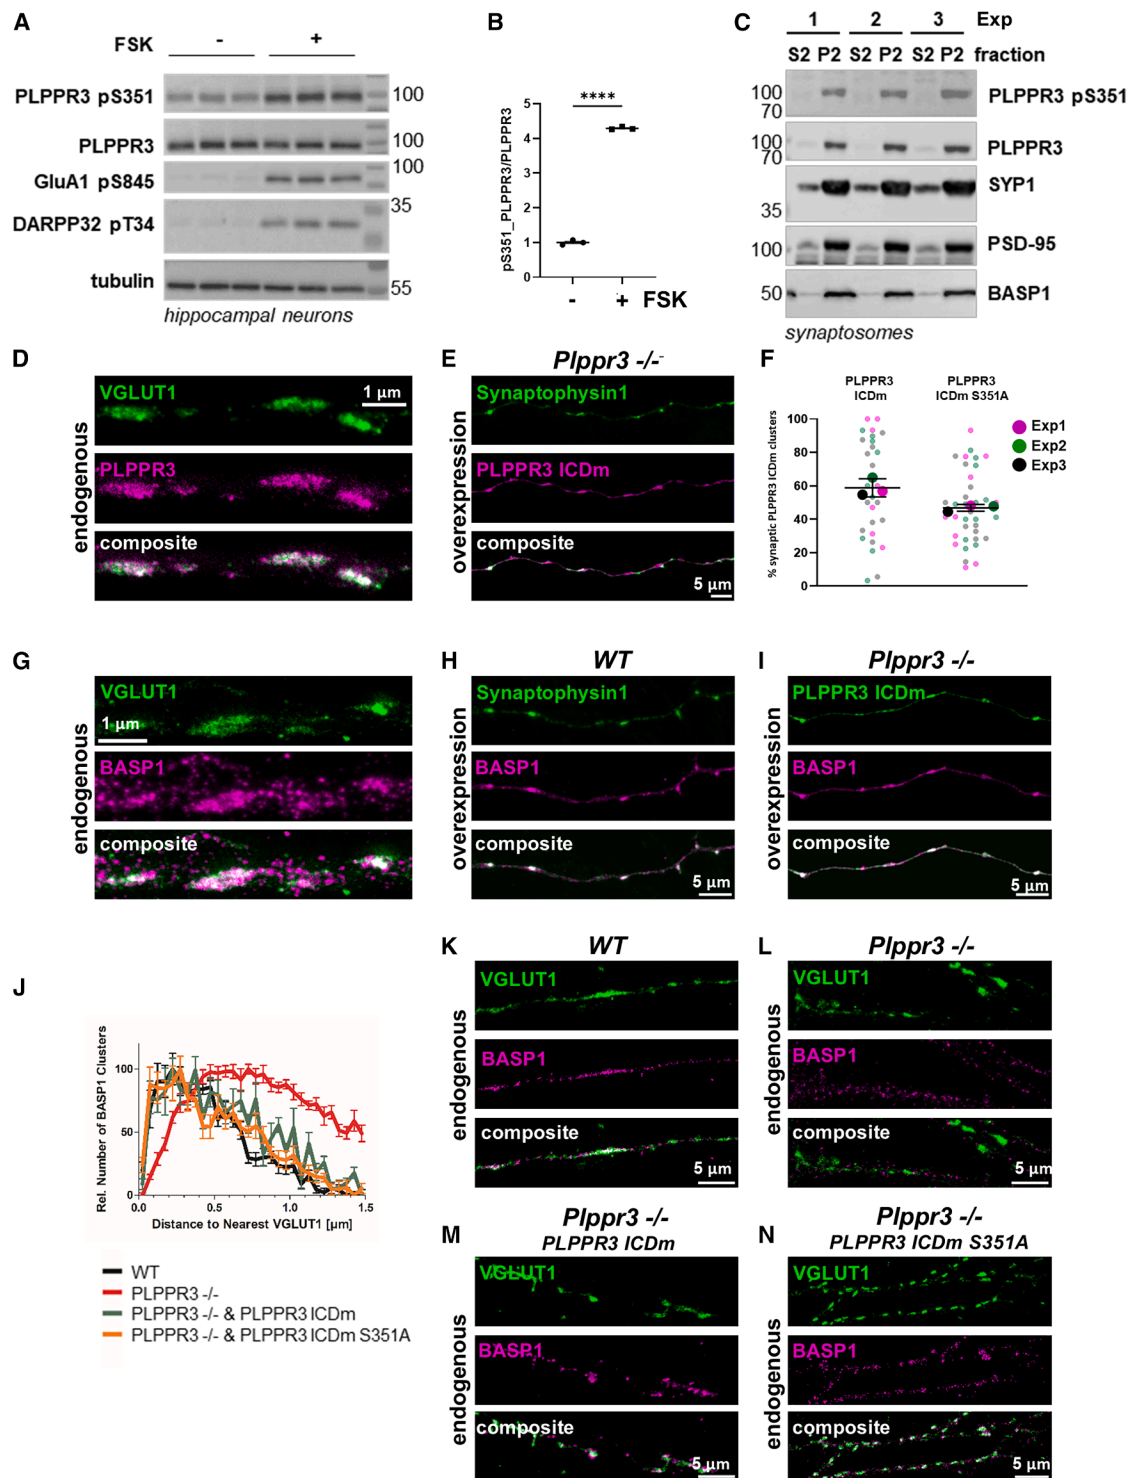 A
FSK
-
+
PLPPR3 pS351
100
PLPPR3
100
GluA1 pS845
35
DARPP32 pT34
tubulin
55
hippocampal neurons
B
****
pS351_PLPPR3/PLPPR3
5
4
3
2
1
0
-
+
FSK
C
1
2
3
Exp
S2 P2 S2 P2 S2 P2 fraction
100
70
PLPPR3 pS351
100
70
PLPPR3
SYP1
35
100
PSD-95
50
BASP1
synaptosomes
D
endogenous
VGLUT1
1 µm
PLPPR3
composite
E
Plppr3 -/-
overexpression
Synaptophysin1
PLPPR3 ICDm
composite
5 µm
F
PLPPR3
ICDm
PLPPR3
ICDm S351A
% synaptic PLPPR3 ICDm clusters
100
80
60
40
20
0
Exp1
Exp2
Exp3
G
endogenous
VGLUT1
1 µm
BASP1
composite
H
WT
overexpression
Synaptophysin1
BASP1
composite
5 µm
I
Plppr3 -/-
overexpression
PLPPR3 ICDm
BASP1
composite
5 µm
J
Rel. Number of BASP1 Clusters
100
50
0
0.0
0.5
1.0
1.5
Distance to Nearest VGLUT1 [µm]
WT
PLPPR3 -/-
PLPPR3 -/- & PLPPR3 ICDm
PLPPR3 -/- & PLPPR3 ICDm S351A
K
WT
endogenous
VGLUT1
BASP1
composite
5 µm
L
Plppr3 -/-
endogenous
VGLUT1
BASP1
composite
5 µm
M
Plppr3 -/-
PLPPR3 ICDm
endogenous
VGLUT1
BASP1
composite
5 µm
N
Plppr3 -/-
PLPPR3 ICDm S351A
endogenous
VGLUT1
BASP1
composite
5 µm